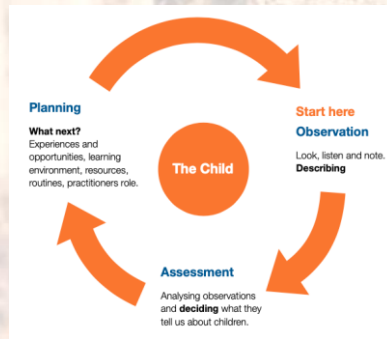 Planning
What next?
Experiences and
opportunities, learning
environment, resources,
routines, practitioners role.
The Child
Start here
Observation
Look, listen and note.
Describing
Assessment
Analysing observations
and deciding what they
tell us about children.